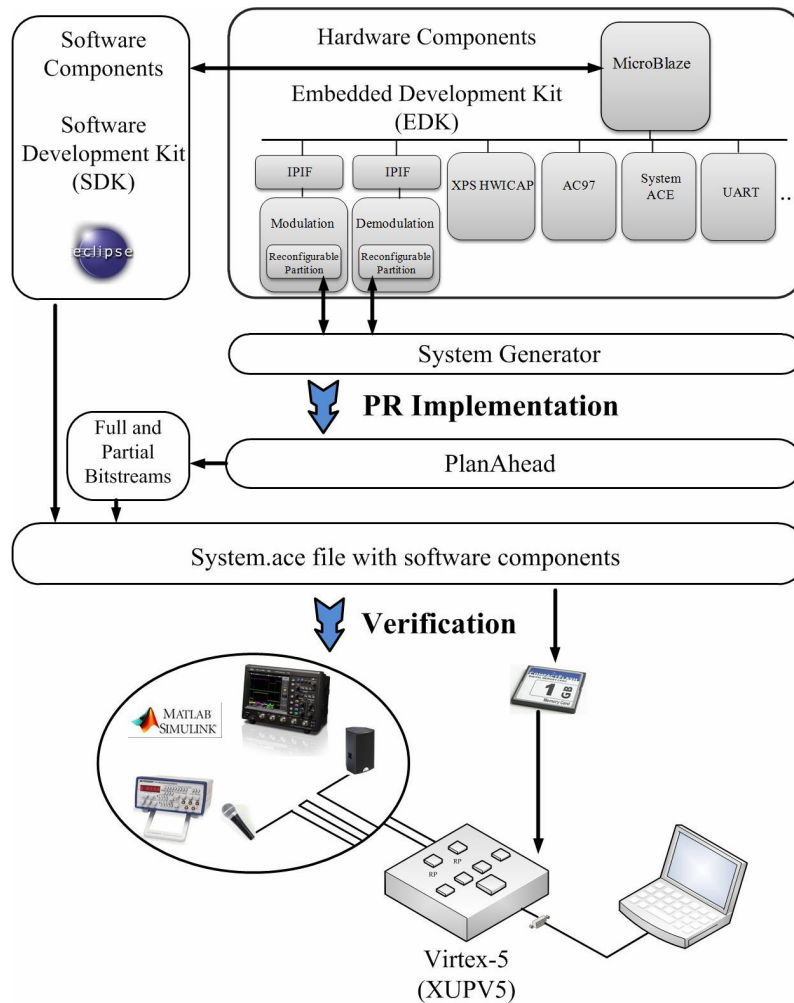 Software
Components
Software
Development Kit
(SDK)
eclipse
Hardware Components
MicroBlaze
Embedded Development Kit
(EDK)
IPIF
IPIF
XPS HWICAP
AC97
System
ACE
UART
...
Modulation
Reconfigurable
Partition
Demodulation
Reconfigurable
Partition
System Generator
PR Implementation
Full and
Partial
Bitstreams
PlanAhead
System.ace file with software components
Verification
MATLAB
SIMULINK
1
GB
Memory Card
RP
RP
Virtex-5
(XUPV5)